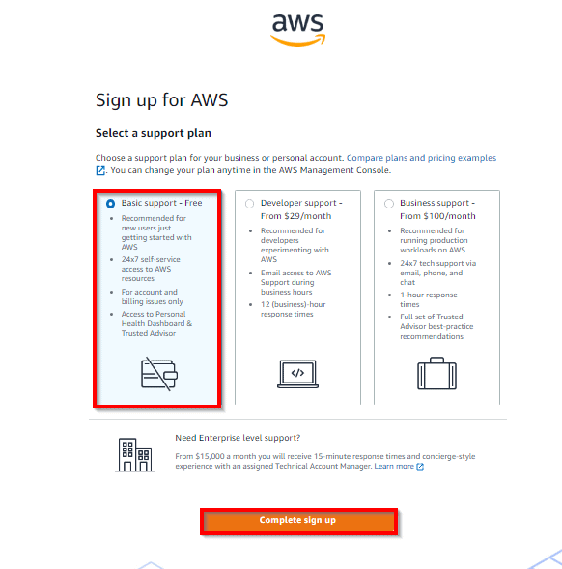 aws
Sign up for AWS
Select a support plan
Choose a support plan for your business or personal account. Compare plans and pricing examples
. You can change your plan anytime in the AWS Management Console.
Basic support - Free
Recommended for
new users just
getting started with
AWS
24x7 self-service
access to AWS
resources
For account and
billing issues only
Access to Personal
Health Dashboard &
Trusted Advisor
Developer support -
From $29/month
Recommended for
developers
experimenting with
AWS
Email access to AWS
Support during
business hours
12 (business)-hour
response times
Business support -
From $100/month
Recommended for
running production
workloads on AWS
24x7 tech support via
email, phone, and
chat
1-hour response
times
Full set of Trusted
Advisor best-practice
recommendations
</>
Need Enterprise level support?
From $15,000 a month you will receive 15-minute response times and concierge-style
experience with an assigned Technical Account Manager. Learn more
Complete sign up